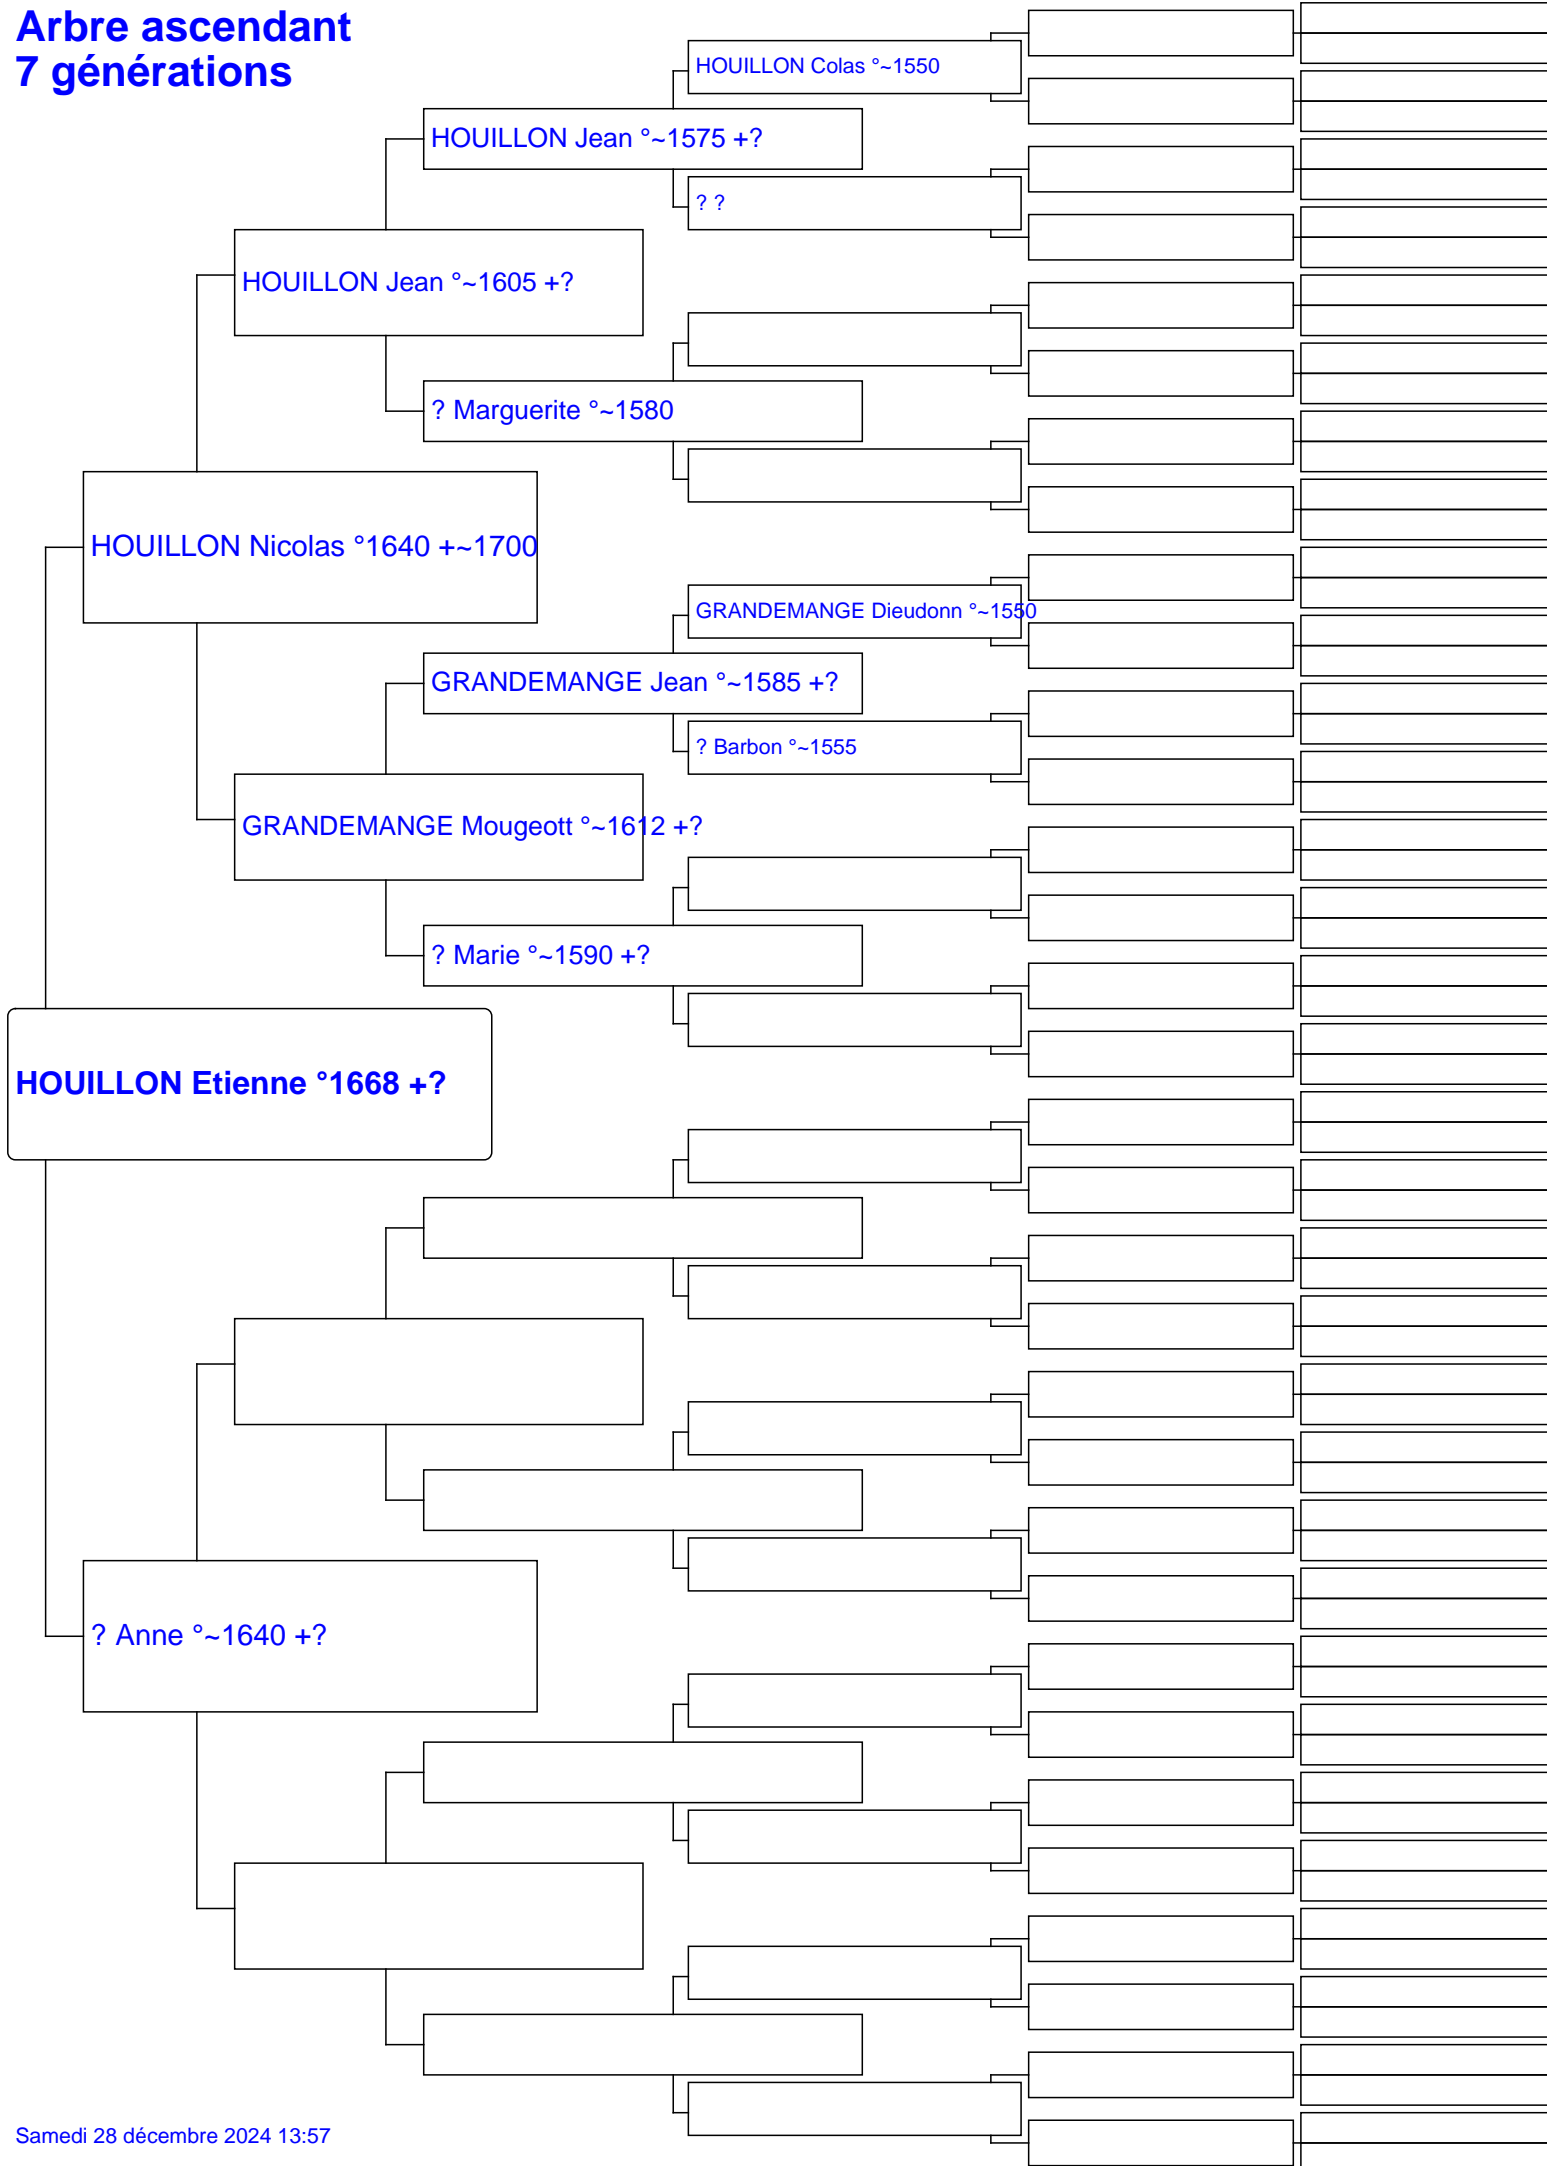 Arbre ascendant
7 générations
HOUILLON Colas °~1550
HOUILLON Jean °~1575 +?
? ?
HOUILLON Jean °~1605 +?
? Marguerite °~1580
HOUILLON Nicolas °1640 +~1700
GRANDEMANGE Dieudonn °~1550
GRANDEMANGE Jean °~1585 +?
? Barbon °~1555
GRANDEMANGE Mougeott °~1612 +?
? Marie °~1590 +?
HOUILLON Etienne °1668 +?
? Anne °~1640 +?
Samedi 28 décembre 2024 13:57